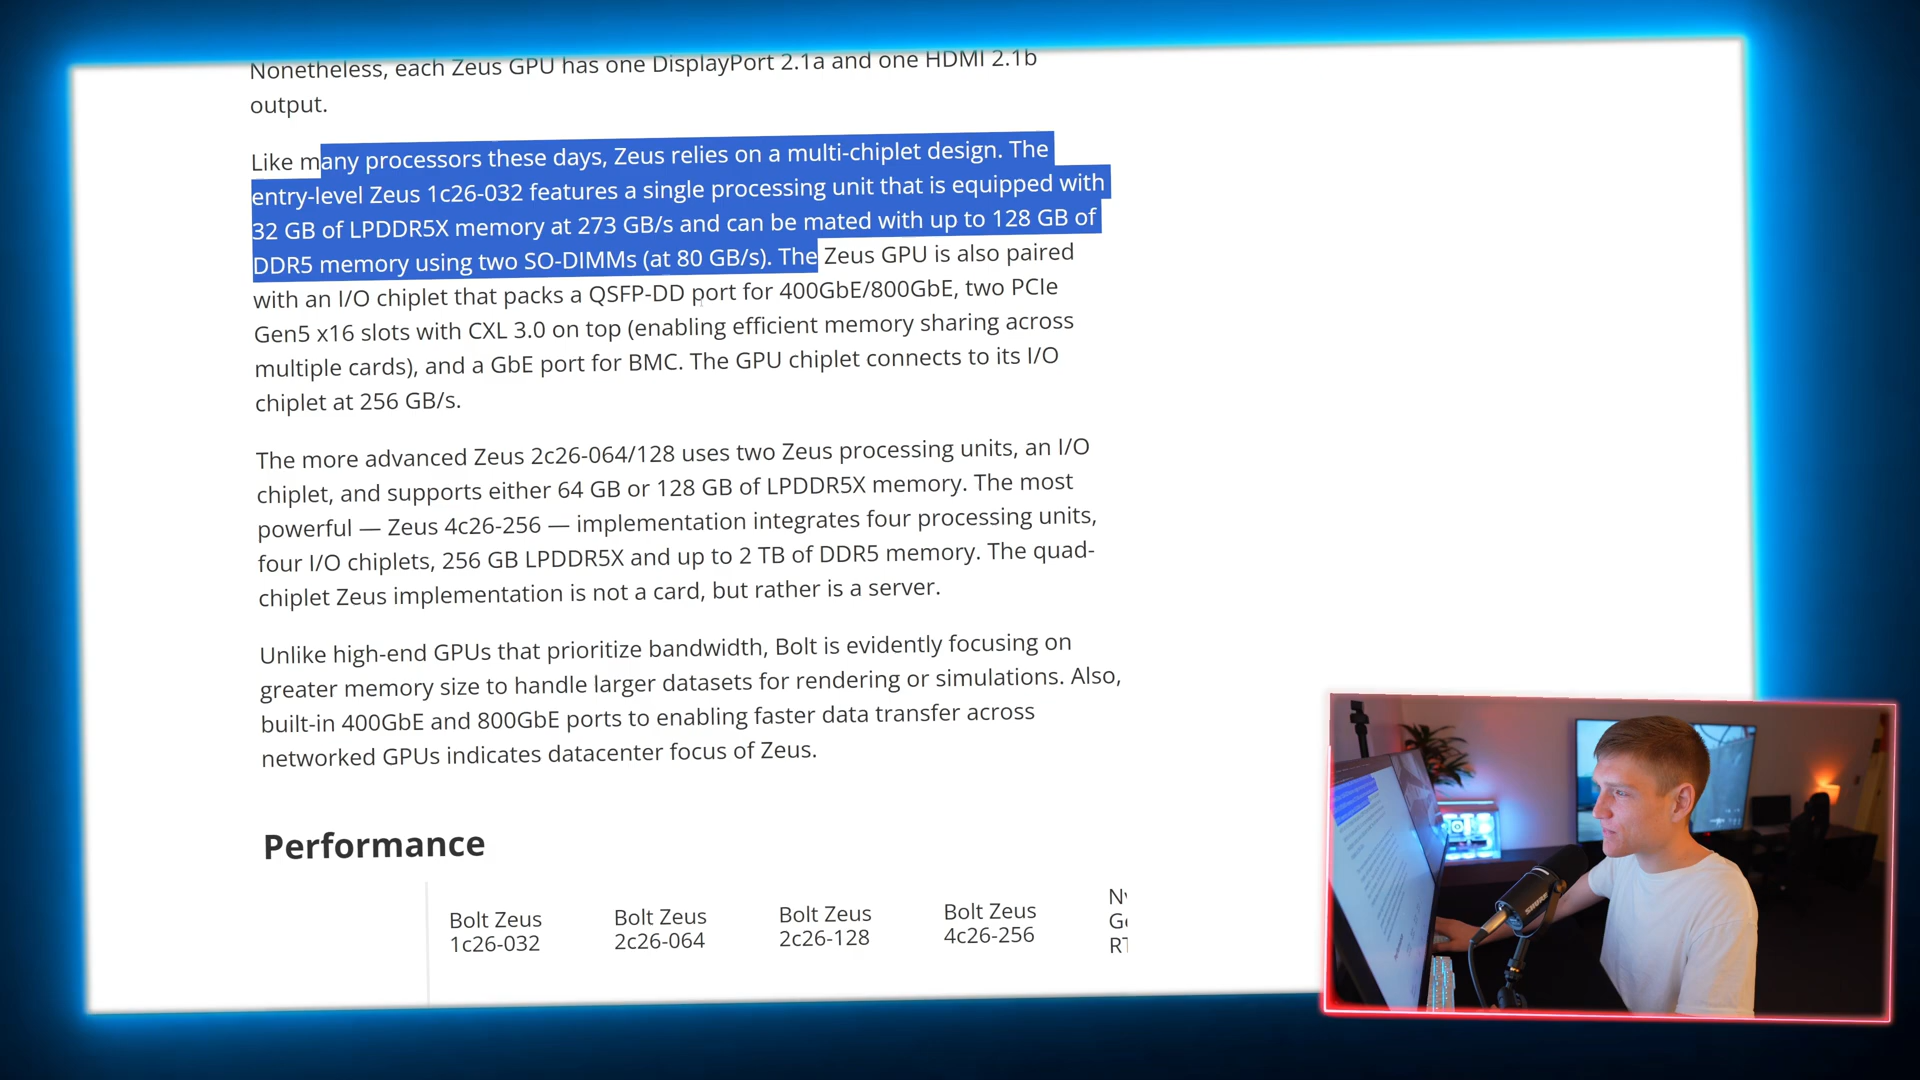 Nonetheless, each Zeus GPU has one DisplayPort 2.1a and one HDMI 2.1b
output.
Like many processors these days, Zeus relies on a multi-chiplet design. The
entry-level Zeus 1c26-032 features a single processing unit that is equipped with
32 GB of LPDDR5X memory at 273 GB/s and can be mated with up to 128 GB of
DDR5 memory using two SO-DIMMs (at 80 GB/s). The Zeus GPU is also paired
with an I/O chiplet that packs a QSFP-DD port for 400GbE/800GbE, two PCIe
Gen5 x16 slots with CXL 3.0 on top (enabling efficient memory sharing across
multiple cards), and a GbE port for BMC. The GPU chiplet connects to its I/O
chiplet at 256 GB/s.
The more advanced Zeus 2c26-064/128 uses two Zeus processing units, an I/O
chiplet, and supports either 64 GB or 128 GB of LPDDR5X memory. The most
powerful — Zeus 4c26-256 — implementation integrates four processing units,
four I/O chiplets, 256 GB LPDDR5X and up to 2 TB of DDR5 memory. The quad-
chiplet Zeus implementation is not a card, but rather is a server.
Unlike high-end GPUs that prioritize bandwidth, Bolt is evidently focusing on
greater memory size to handle larger datasets for rendering or simulations. Also,
built-in 400GbE and 800GbE ports to enabling faster data transfer across
networked GPUs indicates datacenter focus of Zeus.
Performance
Bolt Zeus
1c26-032
Bolt Zeus
2c26-064
Bolt Zeus
2c26-128
Bolt Zeus
4c26-256
SHURE